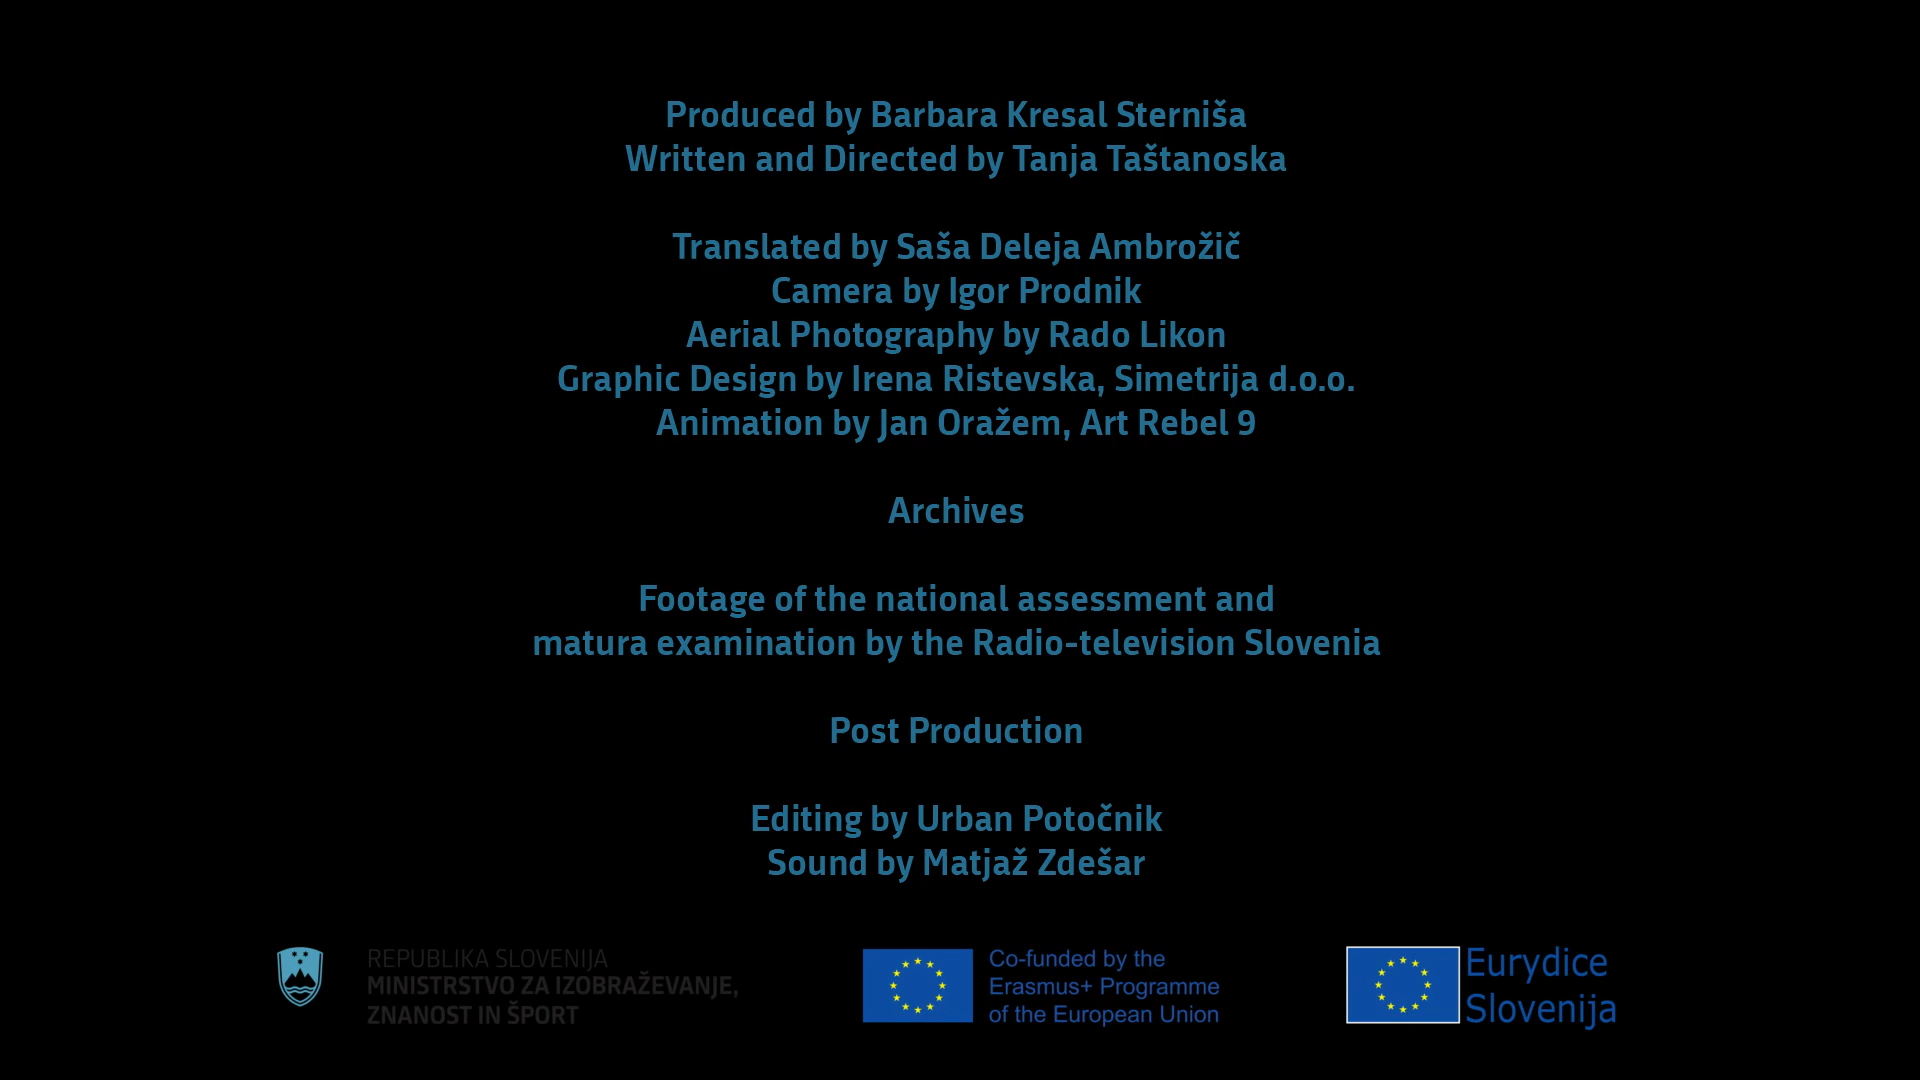 Produced by Barbara Kresal Sterniša
Written and Directed by Tanja Taštanoska
Translated by Saša Deleja Ambrožič
Camera by Igor Prodnik
Aerial Photography by Rado Likon
Graphic Design by Irena Ristevska, Simetrija d.o.o.
Animation by Jan Oražem, Art Rebel 9
Archives
Footage of the national assessment and
matura examination by the Radio-television Slovenia
Post Production
Editing by Urban Potočnik
Sound by Matjaž Zdešar
REPUBLIKA SLOVENIJA
MINISTRSTVO ZA IZOBRAŽEVANJE,
ZNANOST IN ŠPORT
Co-funded by the
Erasmus+ Programme
of the European Union
Eurydice
Slovenija